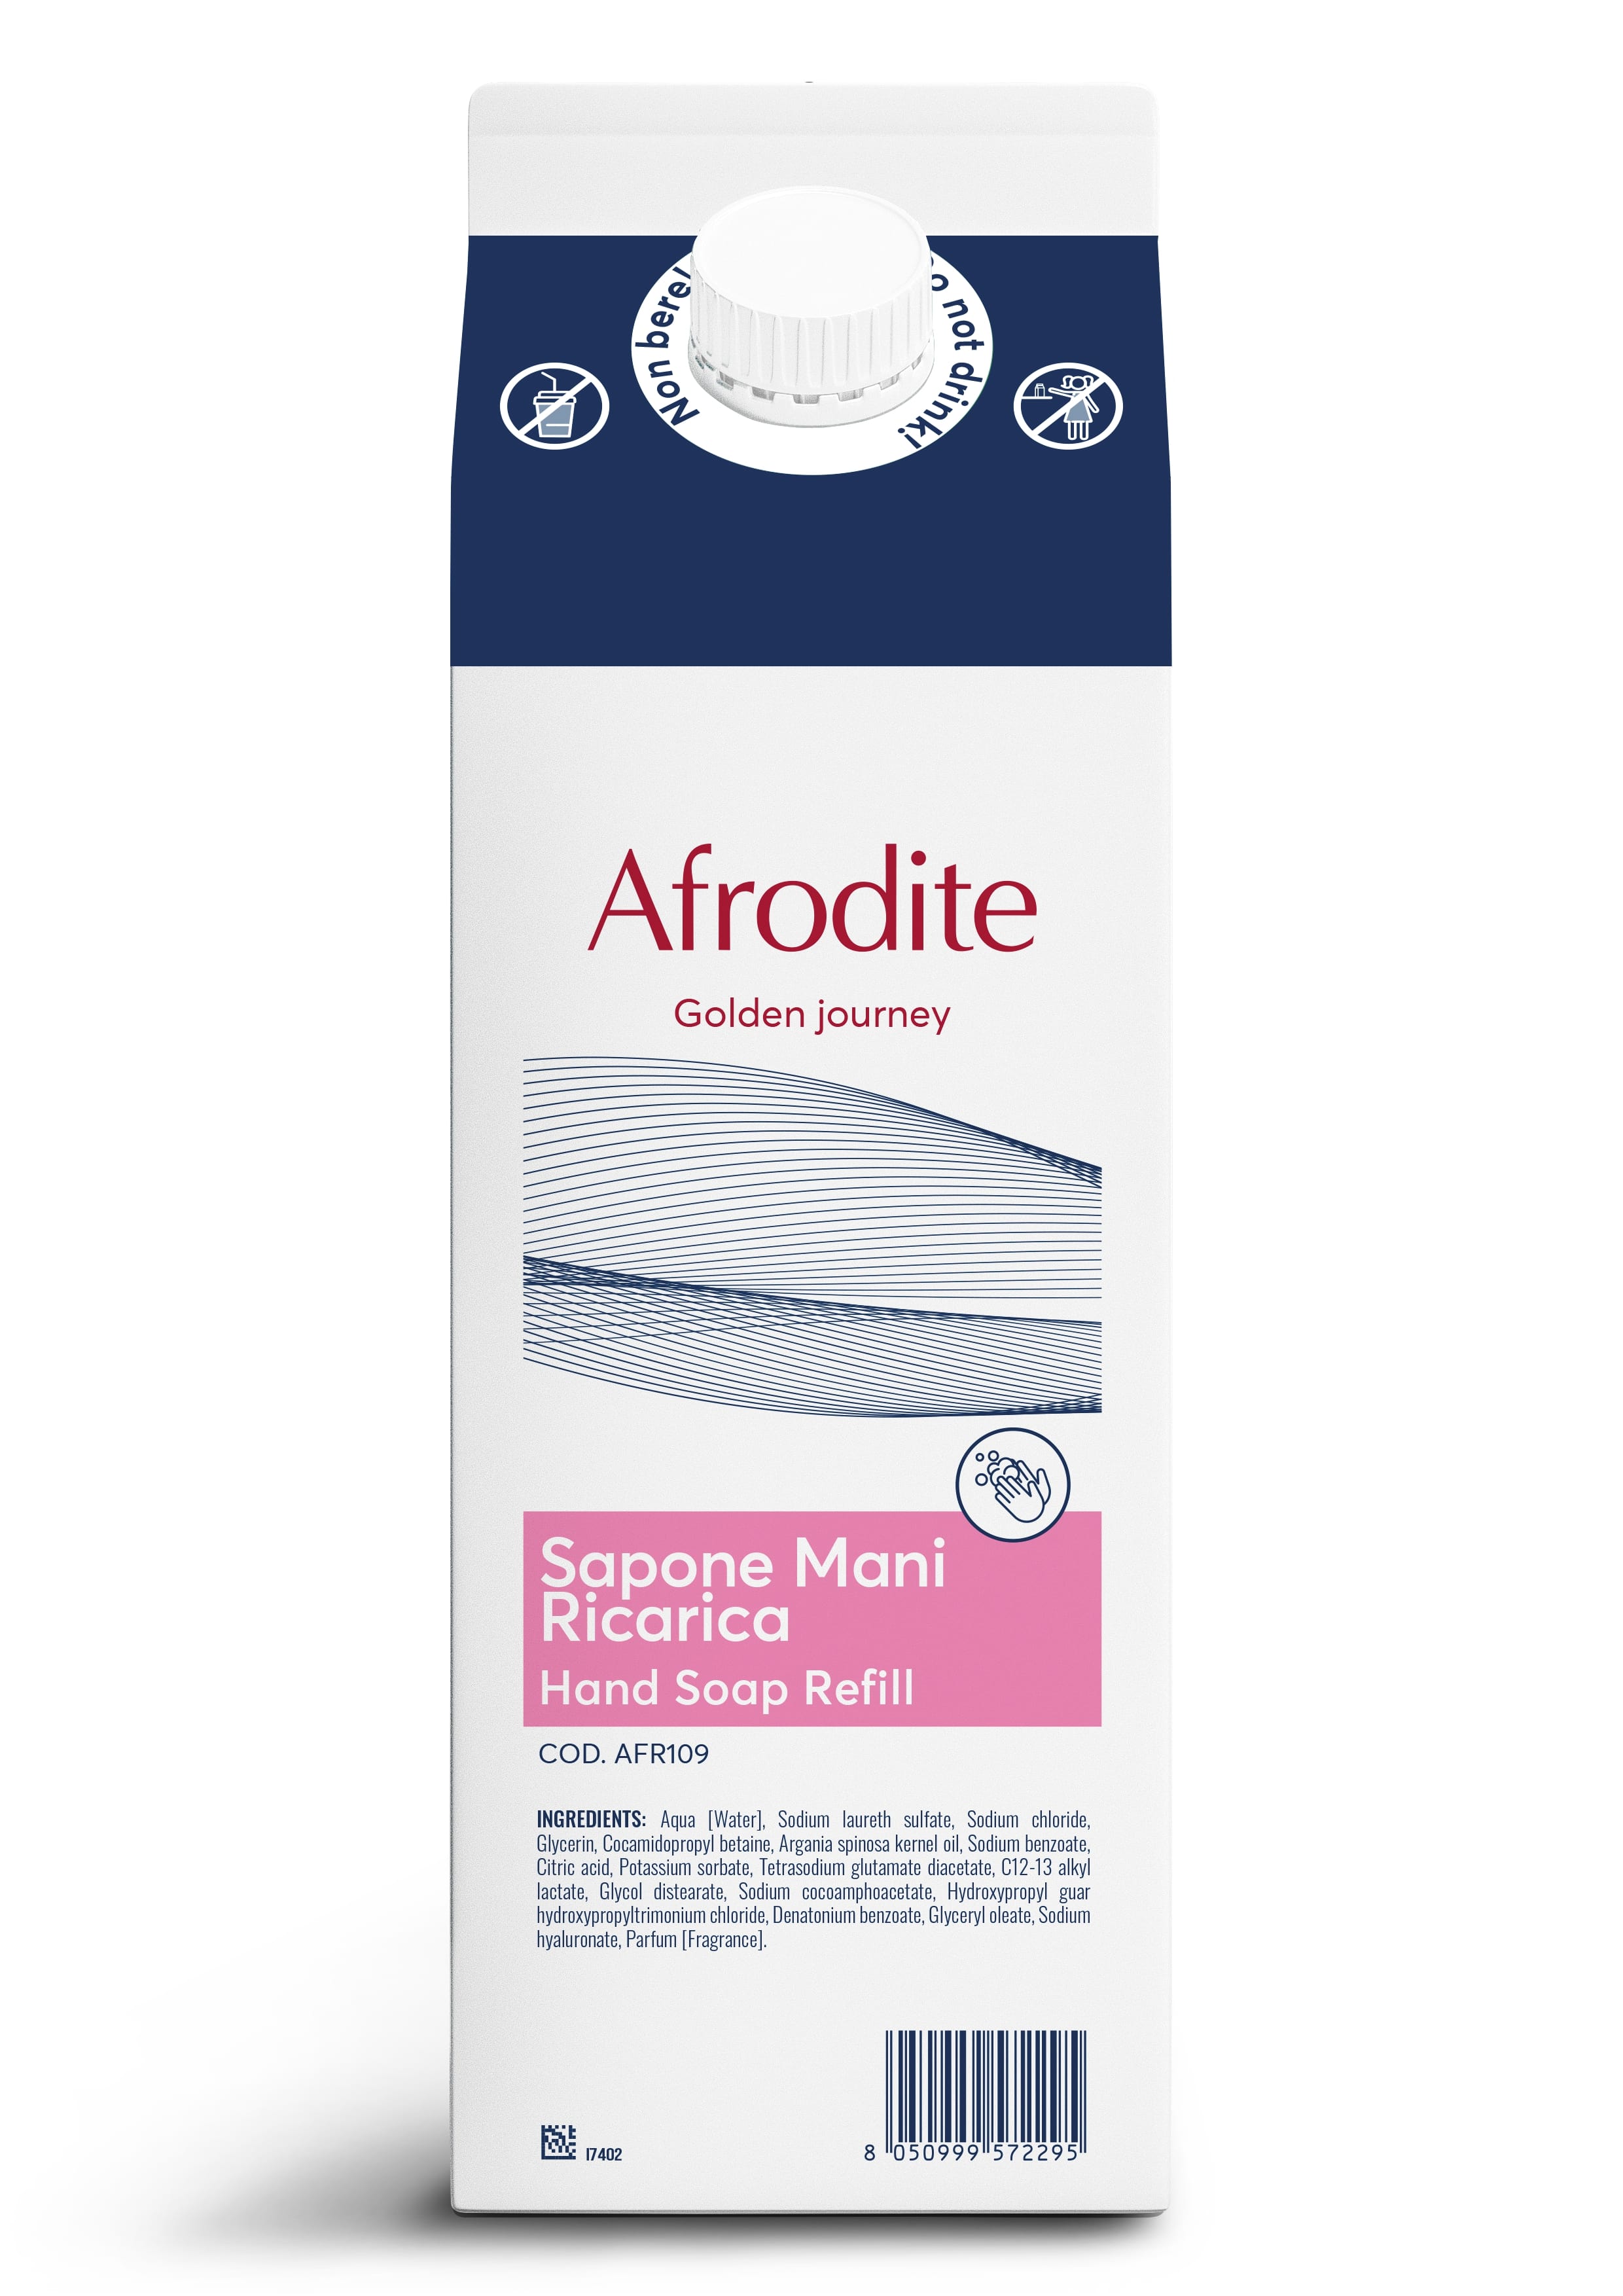 Non bere!
not drink!
Afrodite
Golden journey
Sapone Mani
Ricarica
Hand Soap Refill
COD. AFR109
INGREDIENTS: Aqua [Water], Sodium laureth sulfate, Sodium chloride,
Glycerin, Cocamidopropyl betaine, Argania spinosa kernel oil, Sodium benzoate,
Citric acid, Potassium sorbate, Tetrasodium glutamate diacetate, C12-13 alkyl
lactate, Glycol distearate, Sodium cocoamphoacetate, Hydroxypropyl guar
hydroxypropyltrimonium chloride, Denatonium benzoate, Glyceryl oleate, Sodium
hyaluronate, Parfum [Fragrance].
I7402
8 050999 572295